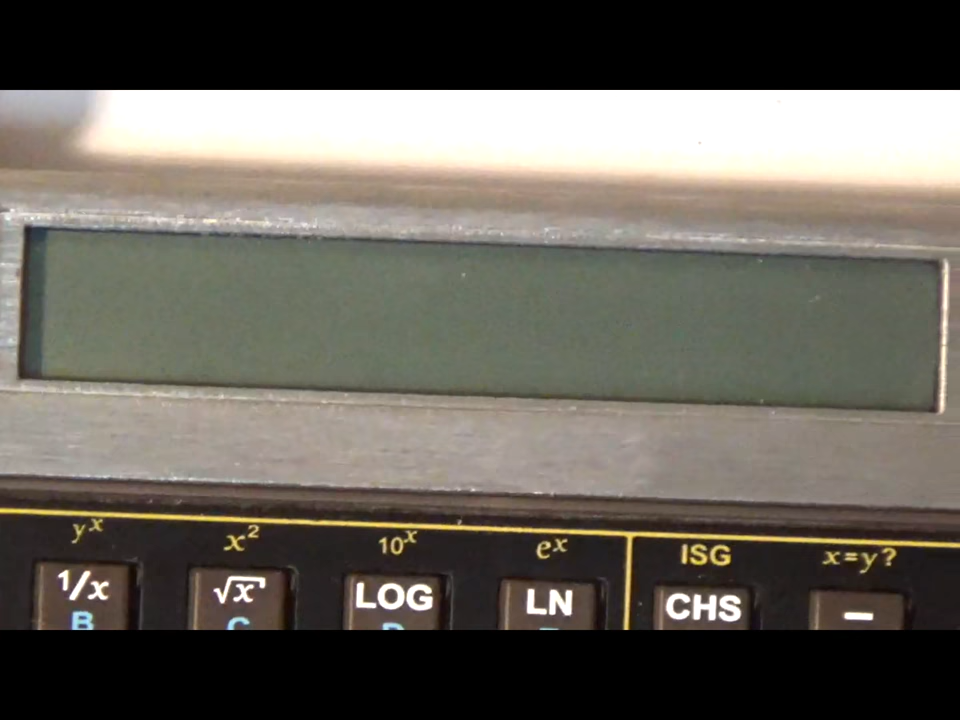 yˣ x² 10ˣ eˣ ISG x=y?
1/x √x LOG LN CHS −
B C D